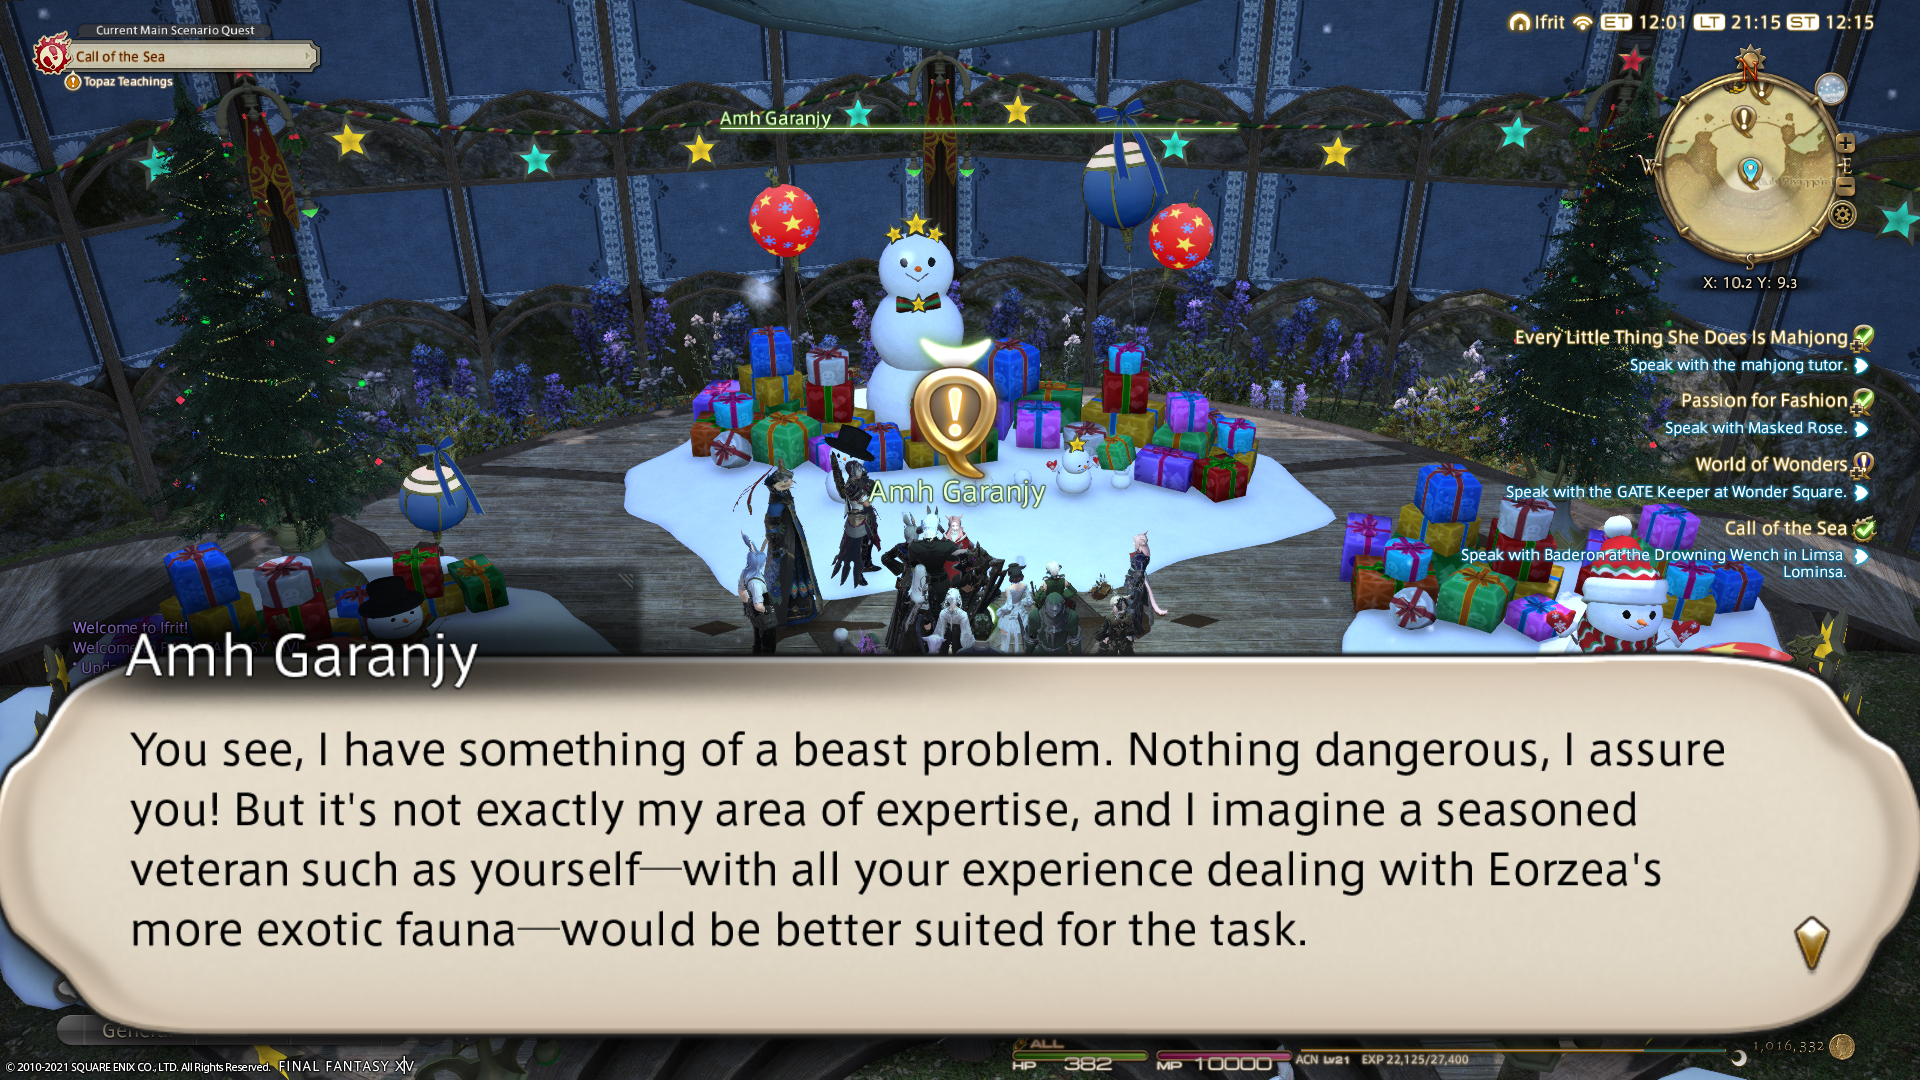 Current Main Scenario Quest
Call of the Sea
Topaz Teachings
Ifrit ET 12:01 LT 21:15 ST 12:15
N
W
E
S
X: 10.2 Y: 9.3
Amh Garanjy
Every Little Thing She Does Is Mahjong
Speak with the mahjong tutor.
Passion for Fashion
Speak with Masked Rose.
World of Wonders
Speak with the GATE Keeper at Wonder Square.
Call of the Sea
Speak with Baderon at the Drowning Wench in Limsa
Lominsa.
Amh Garanjy
Welcome to Ifrit!
Amh Garanjy
You see, I have something of a beast problem. Nothing dangerous, I assure
you! But it's not exactly my area of expertise, and I imagine a seasoned
veteran such as yourself—with all your experience dealing with Eorzea's
more exotic fauna—would be better suited for the task.
ALL
HP 382 MP 10000 ACN Lv21 EXP 22,125/27,400
1,016,332
© 2010-2021 SQUARE ENIX CO., LTD. All Rights Reserved. FINAL FANTASY XIV